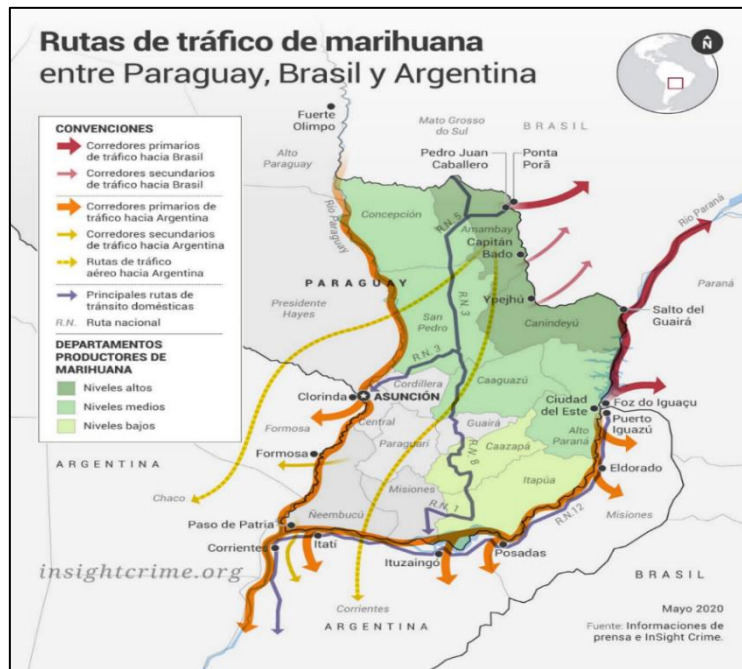 Rutas de tráfico de marihuana
entre Paraguay, Brasil y Argentina
Ñ
CONVENCIONES
Corredores primarios
de tráfico hacia Brasil
Corredores secundarios
de tráfico hacia Brasil
Corredores primarios de
tráfico hacia Argentina
Corredores secundarios
de tráfico hacia Argentina
Rutas de tráfico
aéreo hacia Argentina
Principales rutas de
tránsito domésticas
R.N. Ruta nacional
DEPARTAMENTOS
PRODUCTORES DE
MARIHUANA
Niveles altos
Niveles medios
Niveles bajos
Fuerte
Olimpo
Mato Grosso
do Sul
BRASIL
Alto
Paraguay
Pedro Juan
Caballero
Ponta
Porã
Río Paraguay
Concepción
R.N. 5
Amambay
Capitán
Bado
Río Paraná
PARAGUAY
Paraná
Presidente
Hayes
R.N. 3
Ypejhú
San
Pedro
Canindeyú
Salto del
Guairá
R.N. 3
Cordillera
Caaguazú
Clorinda
ASUNCIÓN
Ciudad
del Este
Foz do Iguaçu
Puerto
Iguazú
Formosa
Central
Guairá
Alto
Paraná
Paraguarí
Caazapá
ARGENTINA
Formosa
R.N. 8
Eldorado
Chaco
Misiones
Itapúa
Misiones
R.N. 1
R.N. 12
Paso de Patria
Ñeembucú
Corrientes
Itatí
Ituzaingó
Posadas
insightcrime.org
BRASIL
Corrientes
ARGENTINA
Mayo 2020
Fuente: Informaciones de
prensa e InSight Crime.